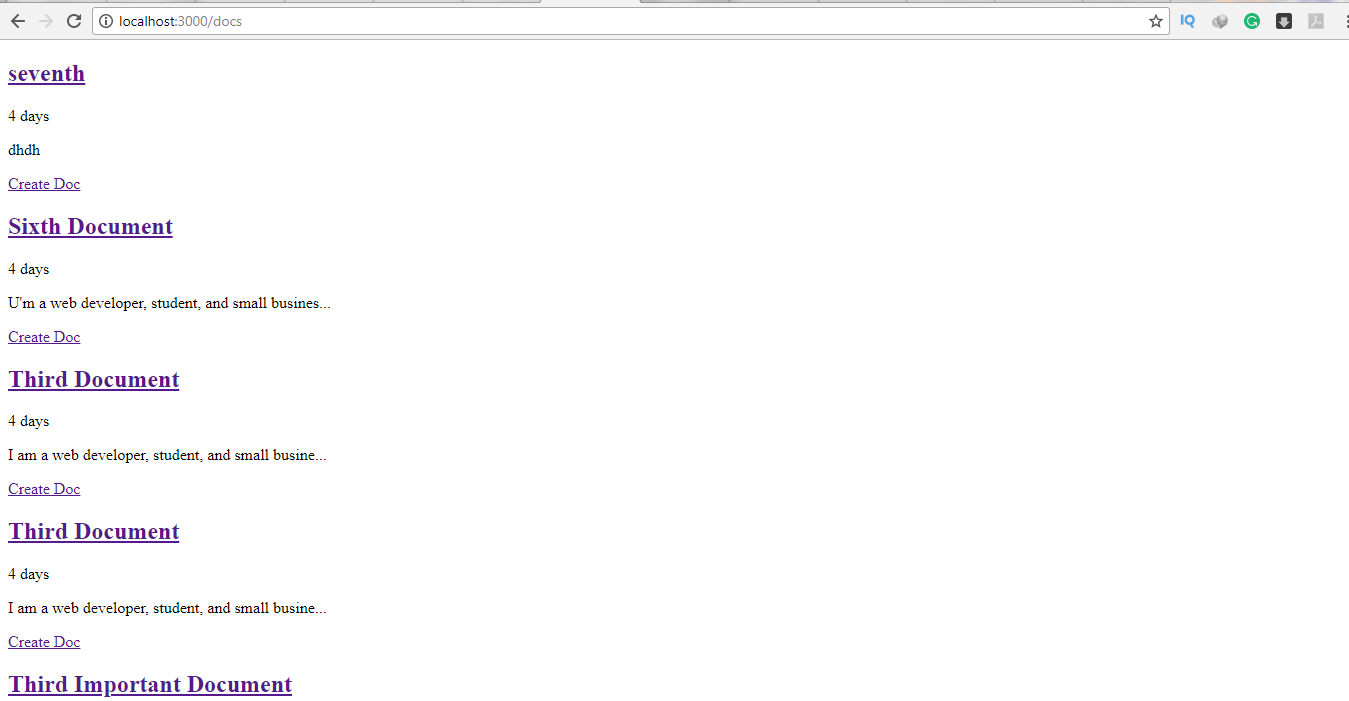 localhost:3000/docs
IQ
seventh
4 days
dhdh
Create Doc
Sixth Document
4 days
U'm a web developer, student, and small busines...
Create Doc
Third Document
4 days
I am a web developer, student, and small busine...
Create Doc
Third Document
4 days
I am a web developer, student, and small busine...
Create Doc
Third Important Document